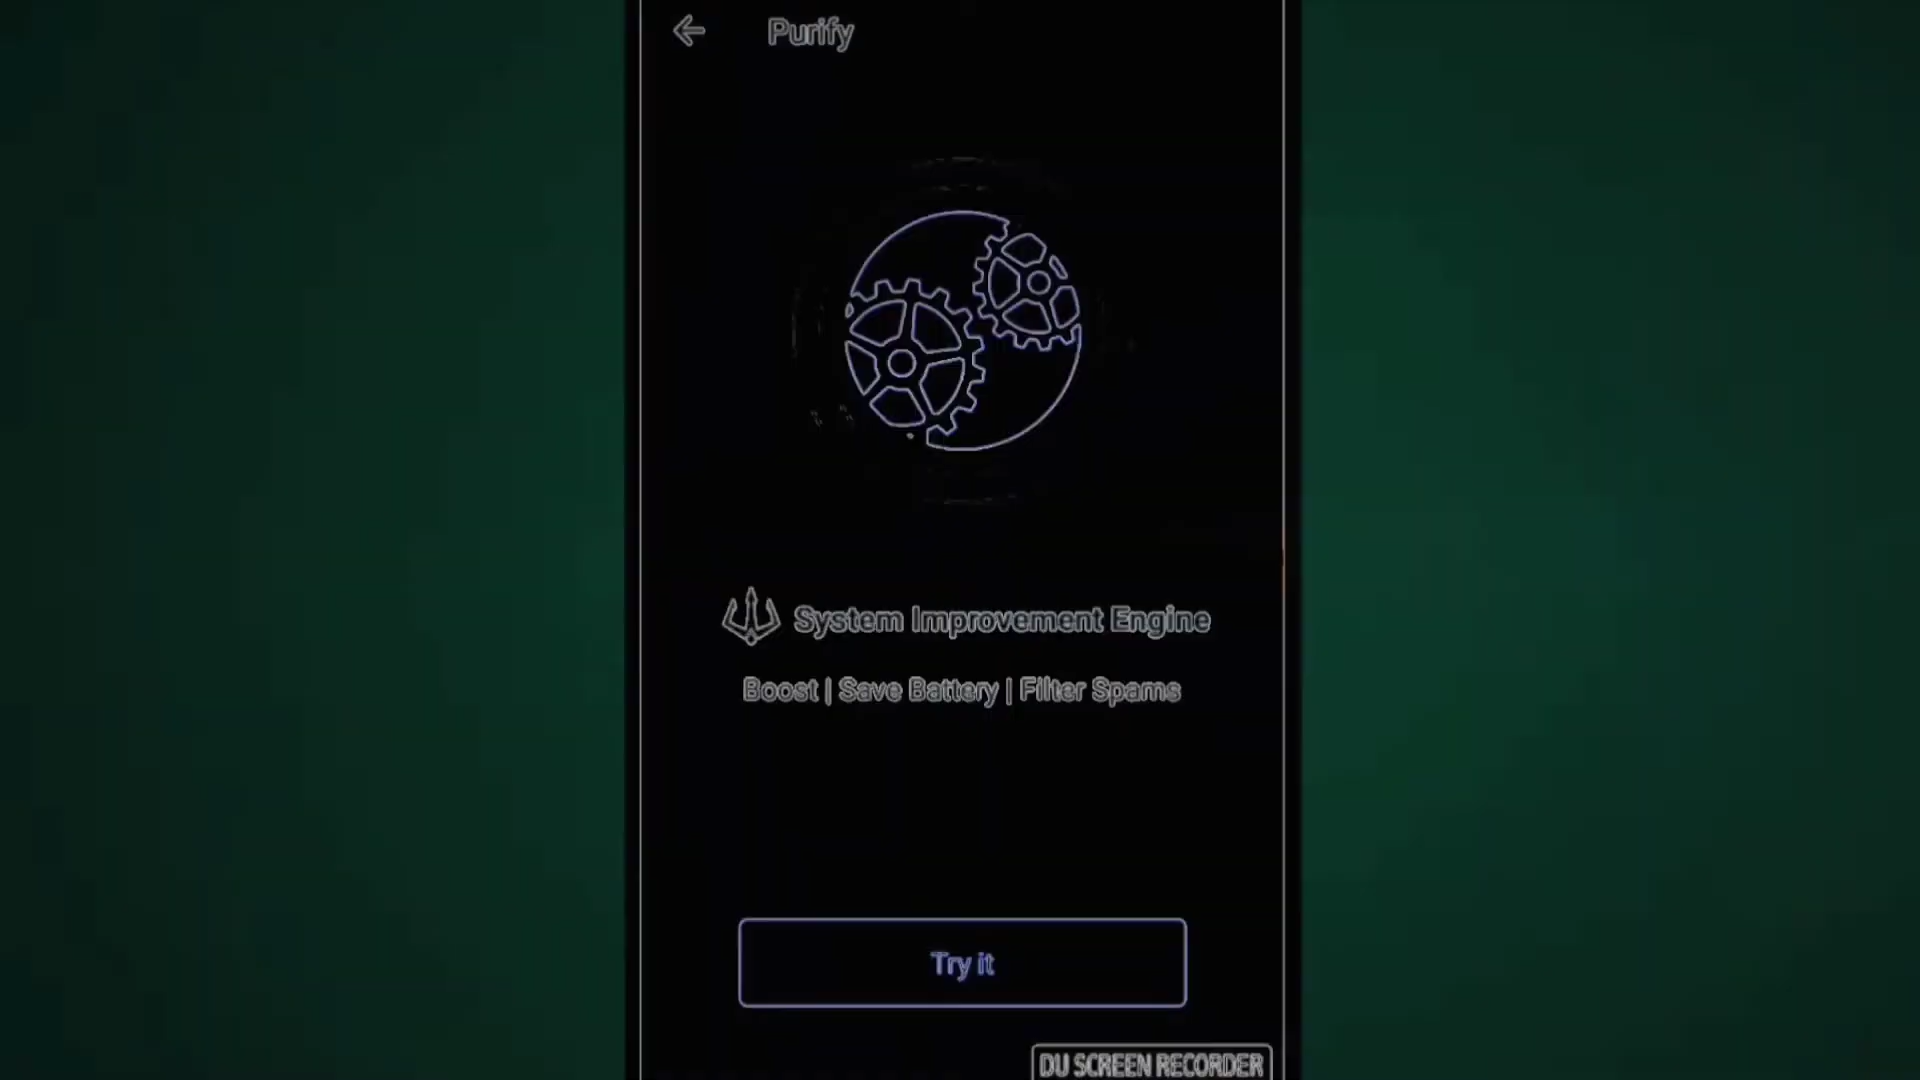 Purify
System Improvement Engine
Boost | Save Battery | Filter Spams
Try it
DU SCREEN RECORDER